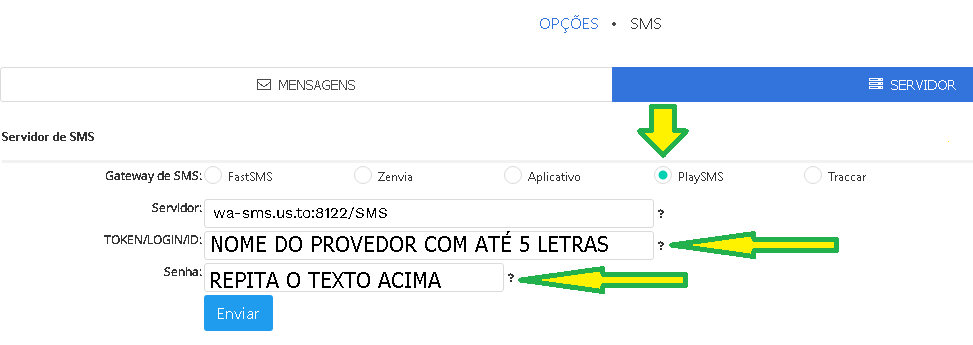 OPÇÕES • SMS
MENSAGENS
SERVIDOR
Servidor de SMS
Gateway de SMS: FastSMS Zenvia Aplicativo PlaySMS Traccar
Servidor: wa-sms.us.to:8122/SMS ?
TOKEN/LOGIN/ID: NOME DO PROVEDOR COM ATÉ 5 LETRAS ?
Senha: REPITA O TEXTO ACIMA ?
Enviar